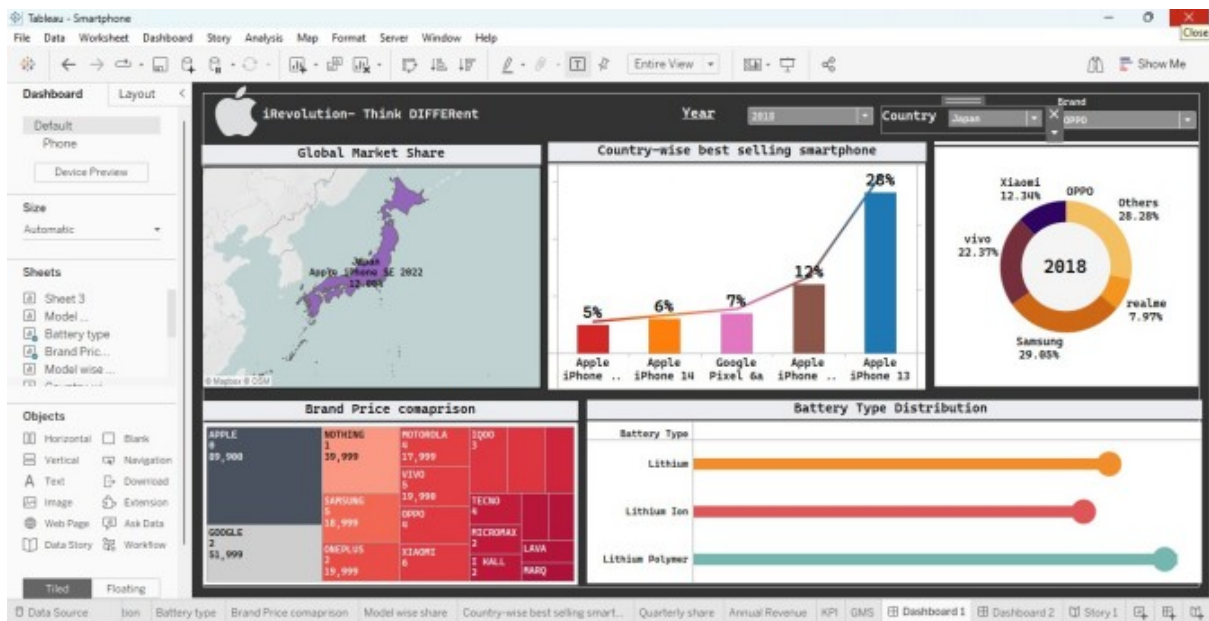 Tableau - Smartphone
File Data Worksheet Dashboard Story Analysis Map Format Server Window Help
Close
Entire View
Show Me
Dashboard Layout
Default
Phone
Device Preview
Size
Automatic
Sheets
Sheet 3
Model ...
Battery type
Brand Pric...
Model wise ...
Objects
Horizontal Blank
Vertical Navigation
Text Download
Image Extension
Web Page Ask Data
Data Story Workflow
Tiled Floating
iRevolution- Think DIFFERent
Year 2018
Country Japan
Brand
OPPO
Global Market Share
Japan
Apple iPhone SE 2022
© Mapbox © OSM
Country-wise best selling smartphone
28%
12%
7%
6%
5%
Apple iPhone ..
Apple iPhone 14
Google Pixel 6a
Apple iPhone ..
Apple iPhone 13
Xiaomi
12.34%
OPPO
Others
28.28%
vivo
22.37%
2018
realme
7.97%
Samsung
29.05%
Brand Price comaprison
APPLE
89,900
GOOGLE
2
51,999
NOTHING
1
39,999
SAMSUNG
5
18,999
ONEPLUS
2
19,999
MOTOROLA
4
17,999
VIVO
5
19,990
OPPO
4
XIAOMI
6
IQOO
3
TECNO
4
MICROMAX
2
I KALL
2
LAVA
MARQ
Battery Type Distribution
Battery Type
Lithium
Lithium Ion
Lithium Polymer
Data Source
tion
Battery type
Brand Price comaprison
Model wise share
Country-wise best selling smart...
Quarterly share
Annual Revenue
KPI
GMS
Dashboard 1
Dashboard 2
Story 1